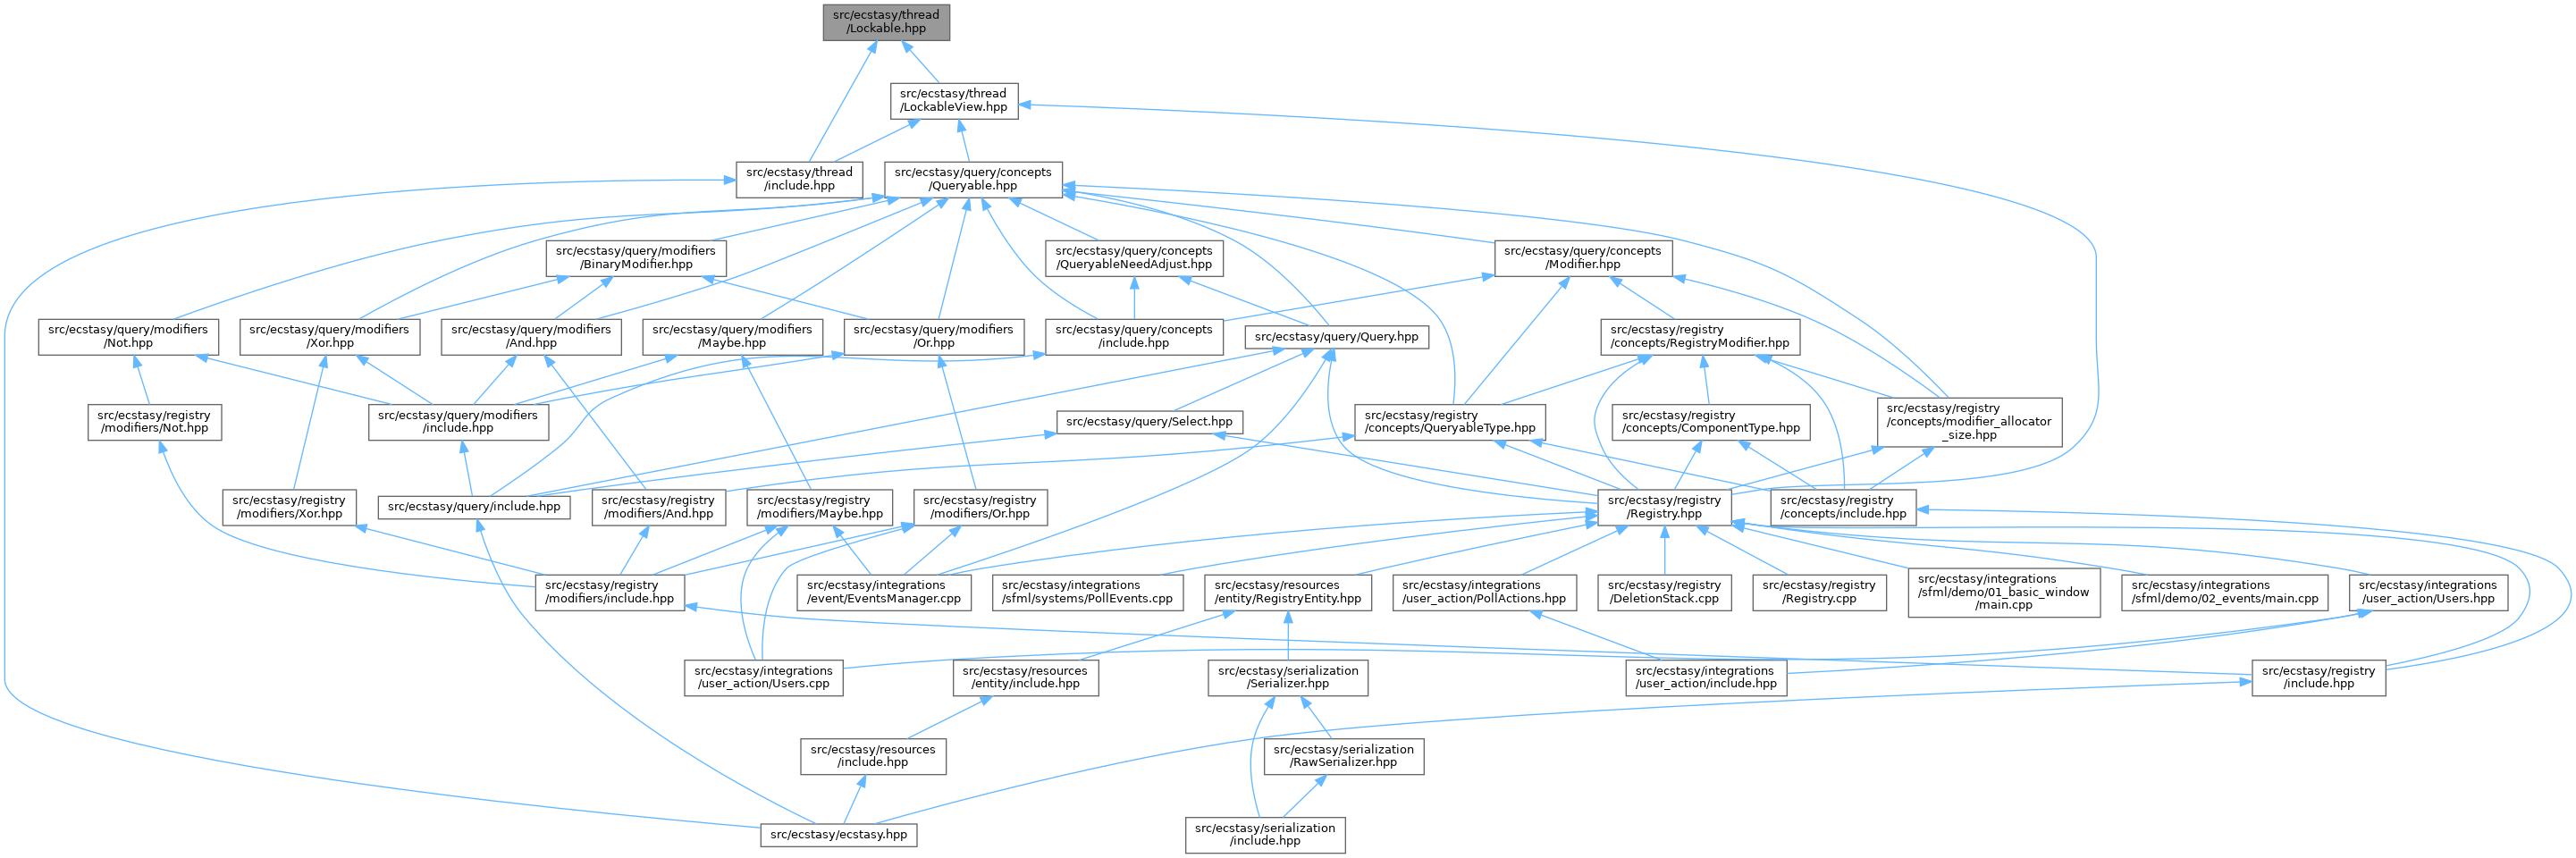 src/ecstasy/thread
/Lockable.hpp
src/ecstasy/thread
/LockableView.hpp
src/ecstasy/thread
/include.hpp
src/ecstasy/query/concepts
/Queryable.hpp
src/ecstasy/query/modifiers
/BinaryModifier.hpp
src/ecstasy/query/concepts
/QueryableNeedAdjust.hpp
src/ecstasy/query/concepts
/Modifier.hpp
src/ecstasy/query/modifiers
/Not.hpp
src/ecstasy/query/modifiers
/Xor.hpp
src/ecstasy/query/modifiers
/And.hpp
src/ecstasy/query/modifiers
/Maybe.hpp
src/ecstasy/query/modifiers
/Or.hpp
src/ecstasy/query/concepts
/include.hpp
src/ecstasy/query/Query.hpp
src/ecstasy/registry
/concepts/RegistryModifier.hpp
src/ecstasy/registry
/modifiers/Not.hpp
src/ecstasy/query/modifiers
/include.hpp
src/ecstasy/query/Select.hpp
src/ecstasy/registry
/concepts/QueryableType.hpp
src/ecstasy/registry
/concepts/ComponentType.hpp
src/ecstasy/registry
/concepts/modifier_allocator
_size.hpp
src/ecstasy/registry
/modifiers/Xor.hpp
src/ecstasy/query/include.hpp
src/ecstasy/registry
/modifiers/And.hpp
src/ecstasy/registry
/modifiers/Maybe.hpp
src/ecstasy/registry
/modifiers/Or.hpp
src/ecstasy/registry
/Registry.hpp
src/ecstasy/registry
/concepts/include.hpp
src/ecstasy/registry
/modifiers/include.hpp
src/ecstasy/integrations
/event/EventsManager.cpp
src/ecstasy/integrations
/sfml/systems/PollEvents.cpp
src/ecstasy/resources
/entity/RegistryEntity.hpp
src/ecstasy/integrations
/user_action/PollActions.hpp
src/ecstasy/registry
/DeletionStack.cpp
src/ecstasy/registry
/Registry.cpp
src/ecstasy/integrations
/sfml/demo/01_basic_window
/main.cpp
src/ecstasy/integrations
/sfml/demo/02_events/main.cpp
src/ecstasy/integrations
/user_action/Users.hpp
src/ecstasy/integrations
/user_action/Users.cpp
src/ecstasy/resources
/entity/include.hpp
src/ecstasy/serialization
/Serializer.hpp
src/ecstasy/integrations
/user_action/include.hpp
src/ecstasy/registry
/include.hpp
src/ecstasy/resources
/include.hpp
src/ecstasy/serialization
/RawSerializer.hpp
src/ecstasy/ecstasy.hpp
src/ecstasy/serialization
/include.hpp